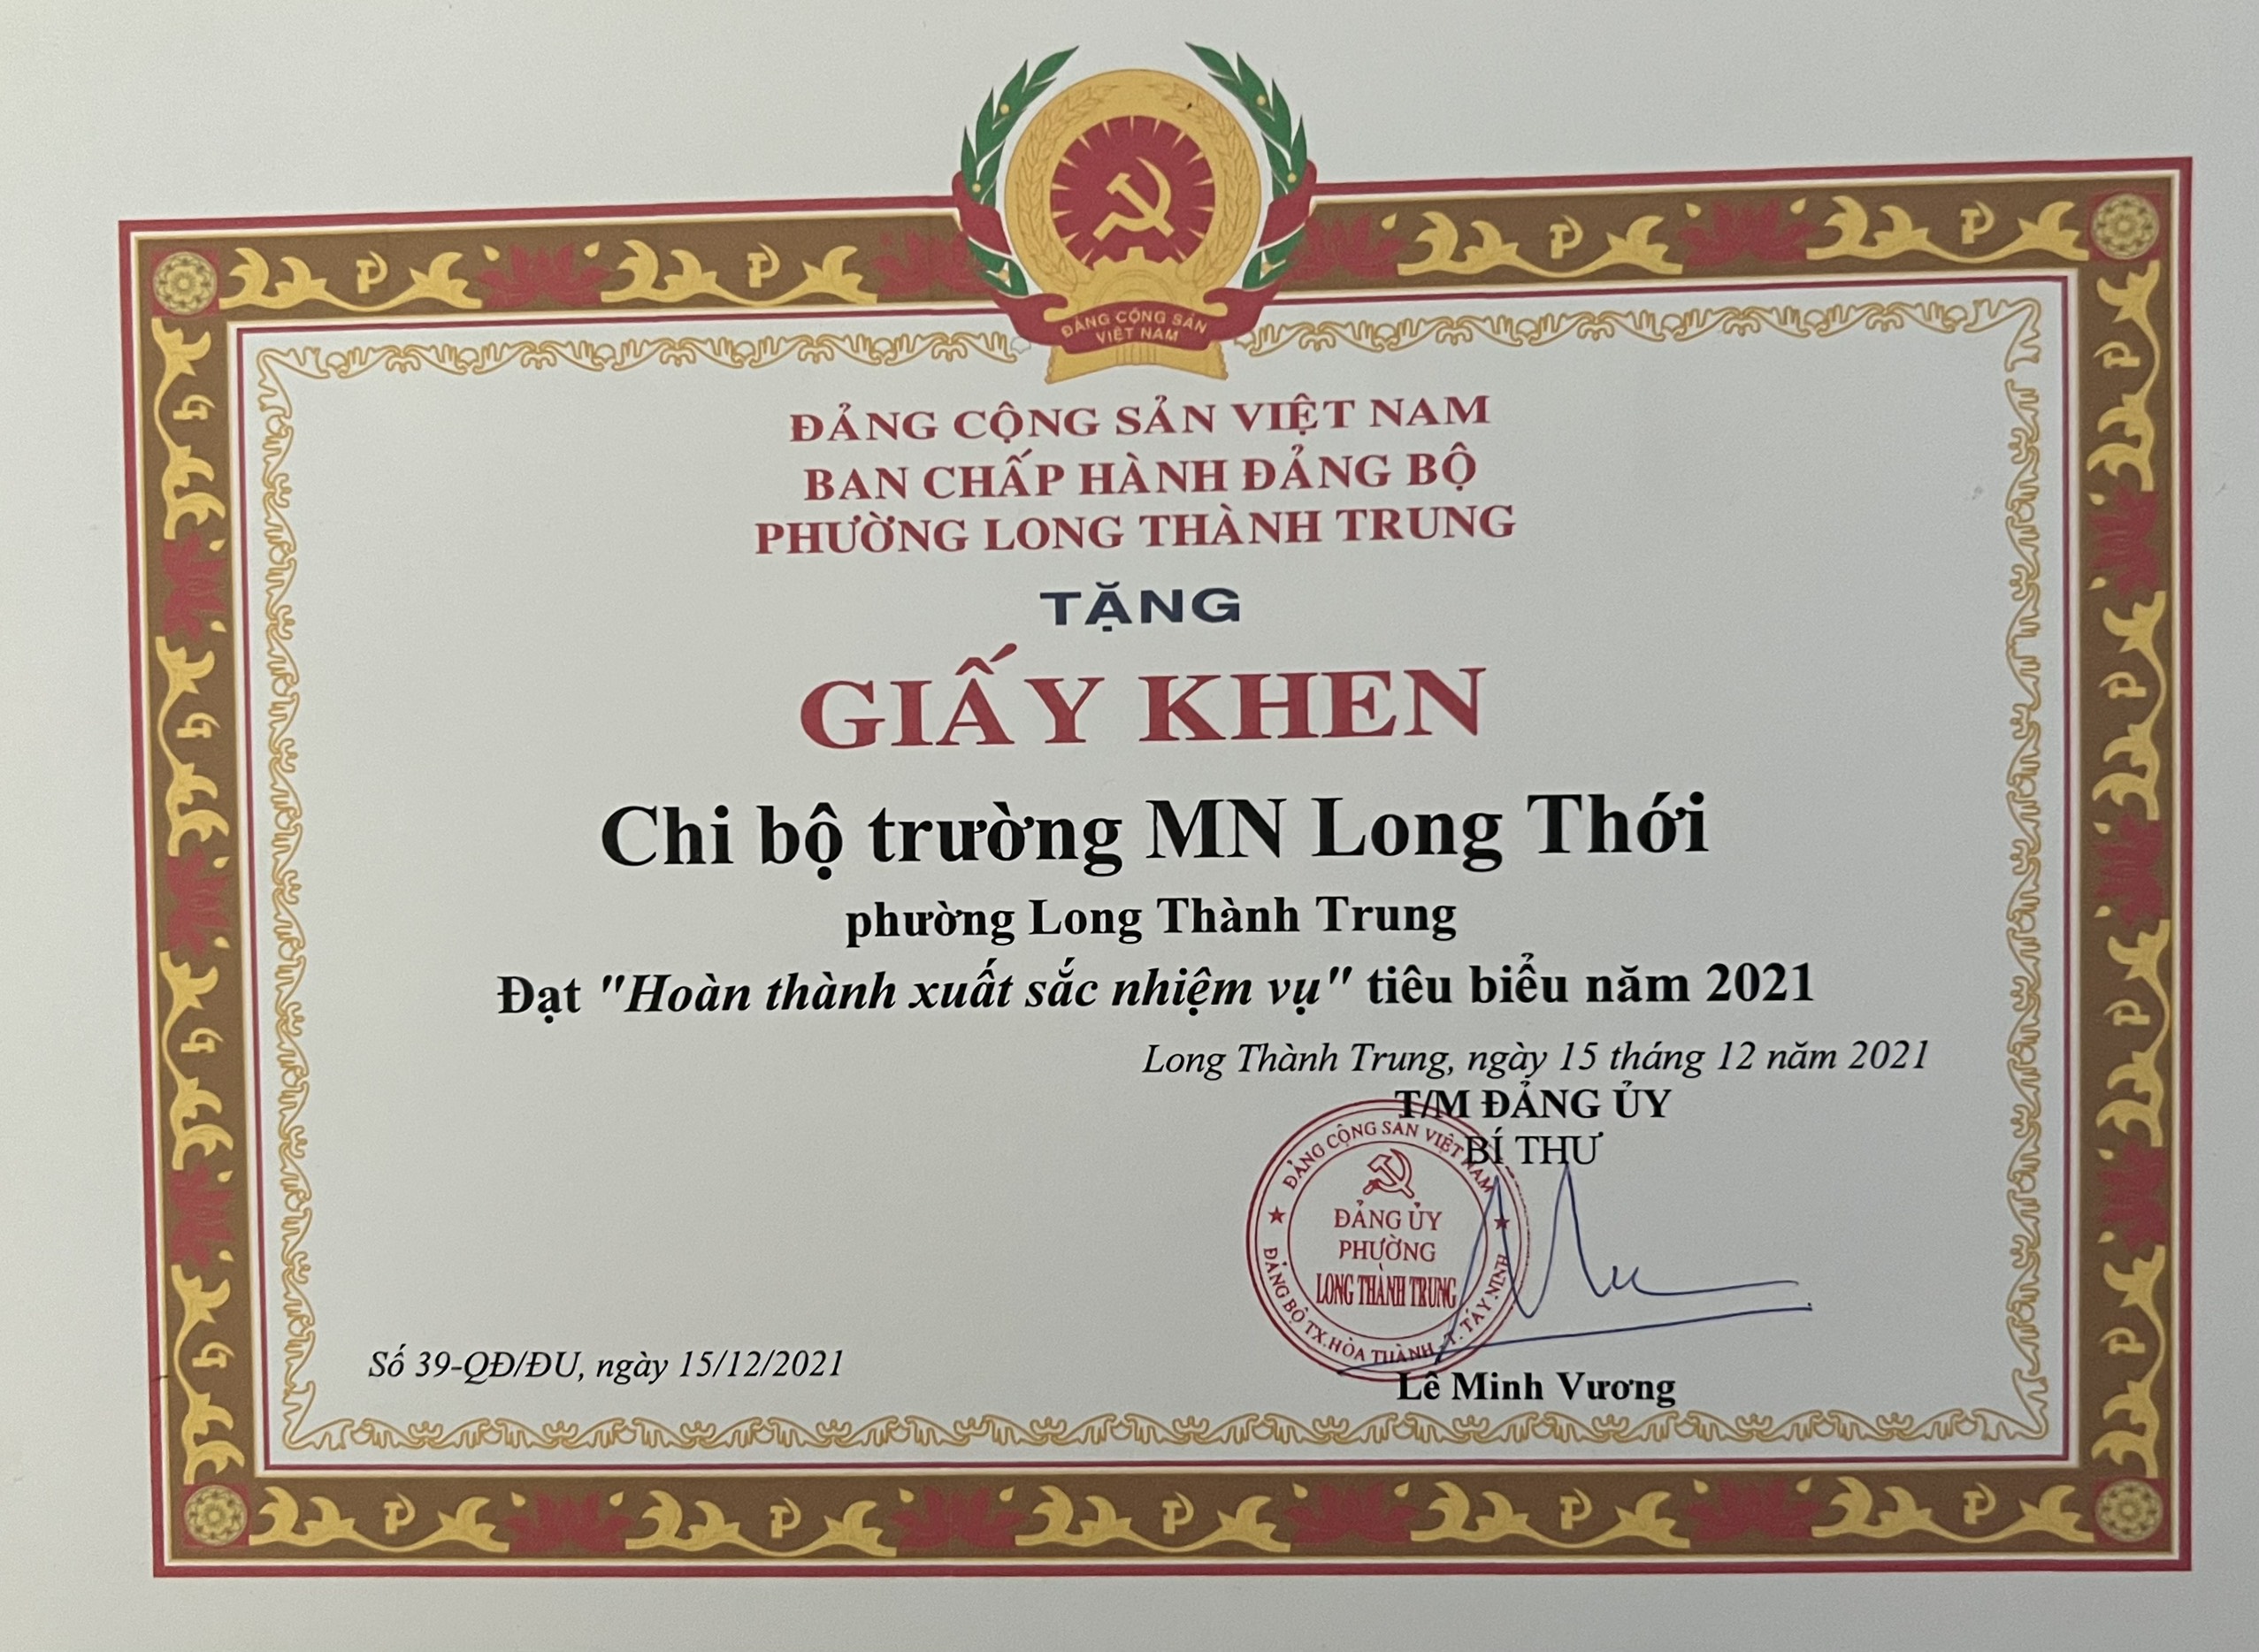 ĐẢNG CỘNG SẢN
VIỆT NAM
ĐẢNG CỘNG SẢN VIỆT NAM
BAN CHẤP HÀNH ĐẢNG BỘ
PHƯỜNG LONG THÀNH TRUNG
TẶNG
GIẤY KHEN
Chi bộ trường MN Long Thới
phường Long Thành Trung
Đạt "Hoàn thành xuất sắc nhiệm vụ" tiêu biểu năm 2021
Long Thành Trung, ngày 15 tháng 12 năm 2021
T/M ĐẢNG ỦY
BÍ THƯ
ĐẢNG CỘNG SẢN VIỆT NAM
ĐẢNG ỦY
PHƯỜNG
LONG THÀNH TRUNG
ĐẢNG BỘ TX.HÒA THÀNH - T. TÂY NINH
Số 39-QĐ/ĐU, ngày 15/12/2021
Lê Minh Vương